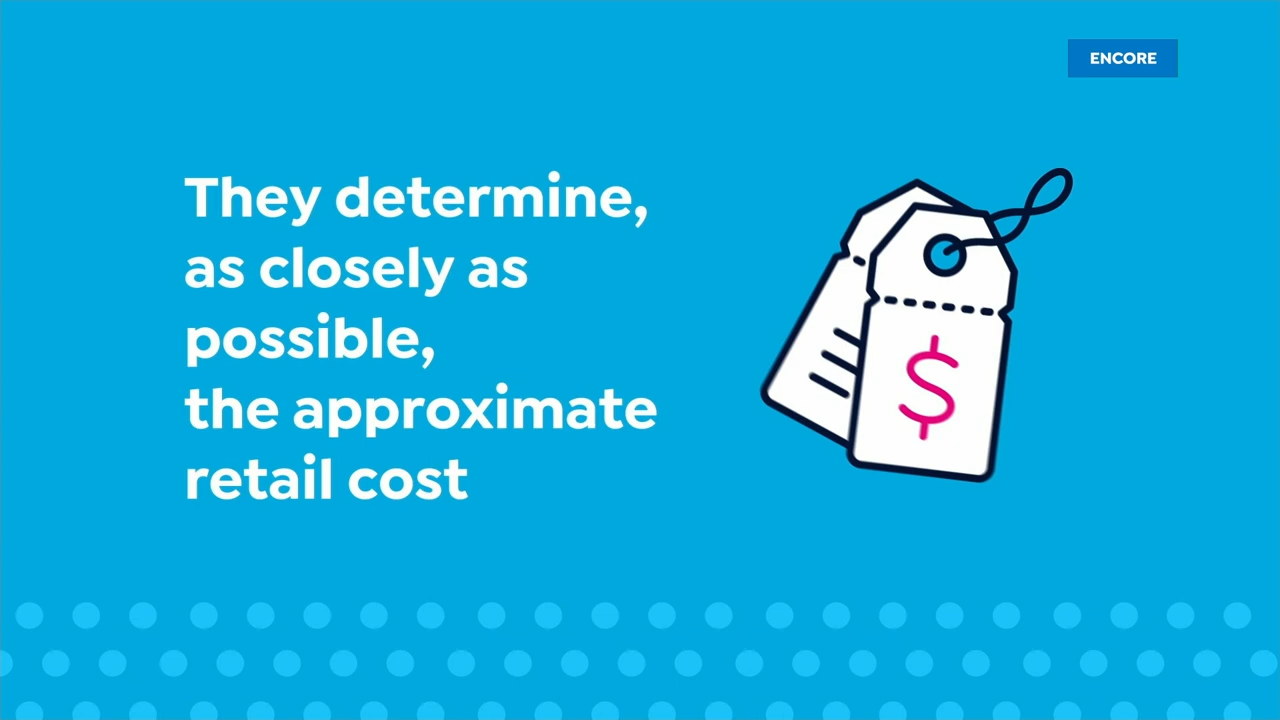 ENCORE
They determine,
as closely as
possible,
the approximate
retail cost
$